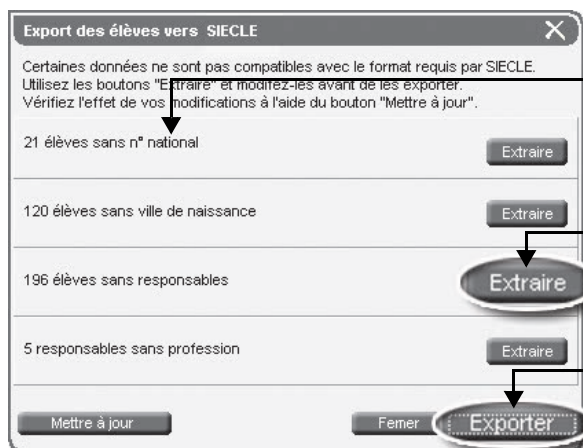 Export des élèves vers SIECLE
Certaines données ne sont pas compatibles avec le format requis par SIECLE.
Utilisez les boutons "Extraire" et modifez-les avant de les exporter.
Vérifiez l'effet de vos modifications à l'aide du bouton "Mettre à jour".
21 élèves sans n° national
Extraire
120 élèves sans ville de naissance
Extraire
196 élèves sans responsables
Extraire
5 responsables sans profession
Extraire
Mettre à jour
Fermer
Exporter